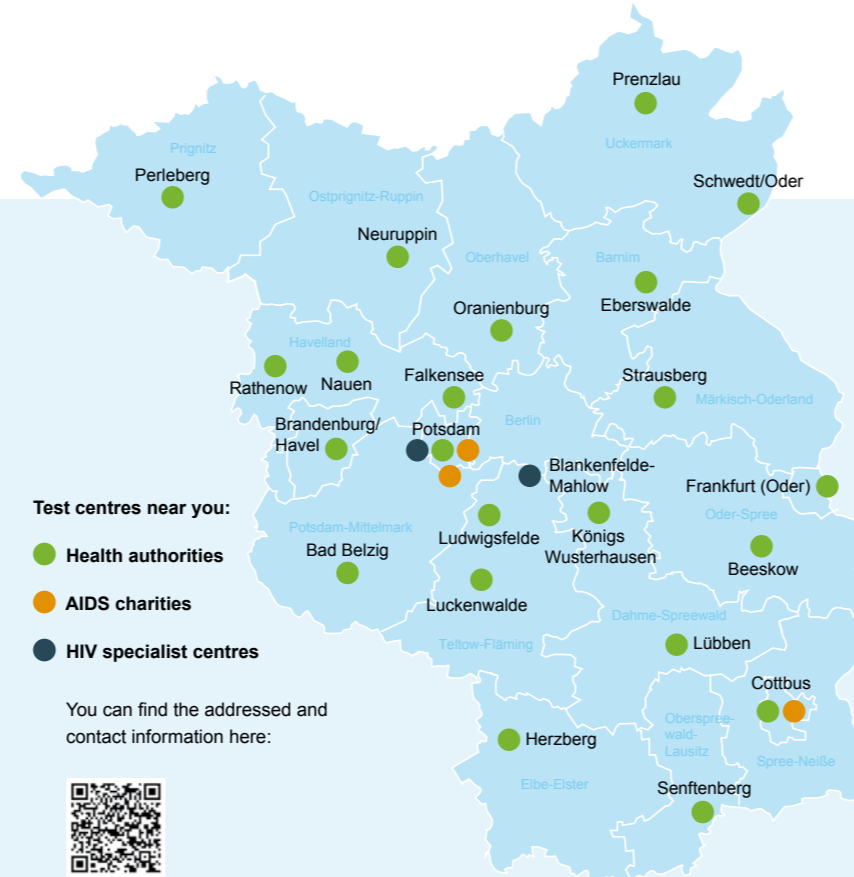 Prenzlau
Uckermark
Prignitz
Perleberg
Schwedt/Oder
Ostprignitz-Ruppin
Neuruppin
Oberhavel
Barnim
Eberswalde
Oranienburg
Havelland
Rathenow
Nauen
Falkensee
Strausberg
Märkisch-Oderland
Berlin
Brandenburg/
Havel
Potsdam
Blankenfelde-
Mahlow
Frankfurt (Oder)
Oder-Spree
Test centres near you:
Health authorities
AIDS charities
HIV specialist centres
Potsdam-Mittelmark
Bad Belzig
Ludwigsfelde
Königs
Wusterhausen
Beeskow
Luckenwalde
Dahme-Spreewald
Teltow-Fläming
Lübben
Cottbus
Oberspree-
wald-
Lausitz
Spree-Neiße
Herzberg
Elbe-Elster
Senftenberg
You can find the addressed and
contact information here: